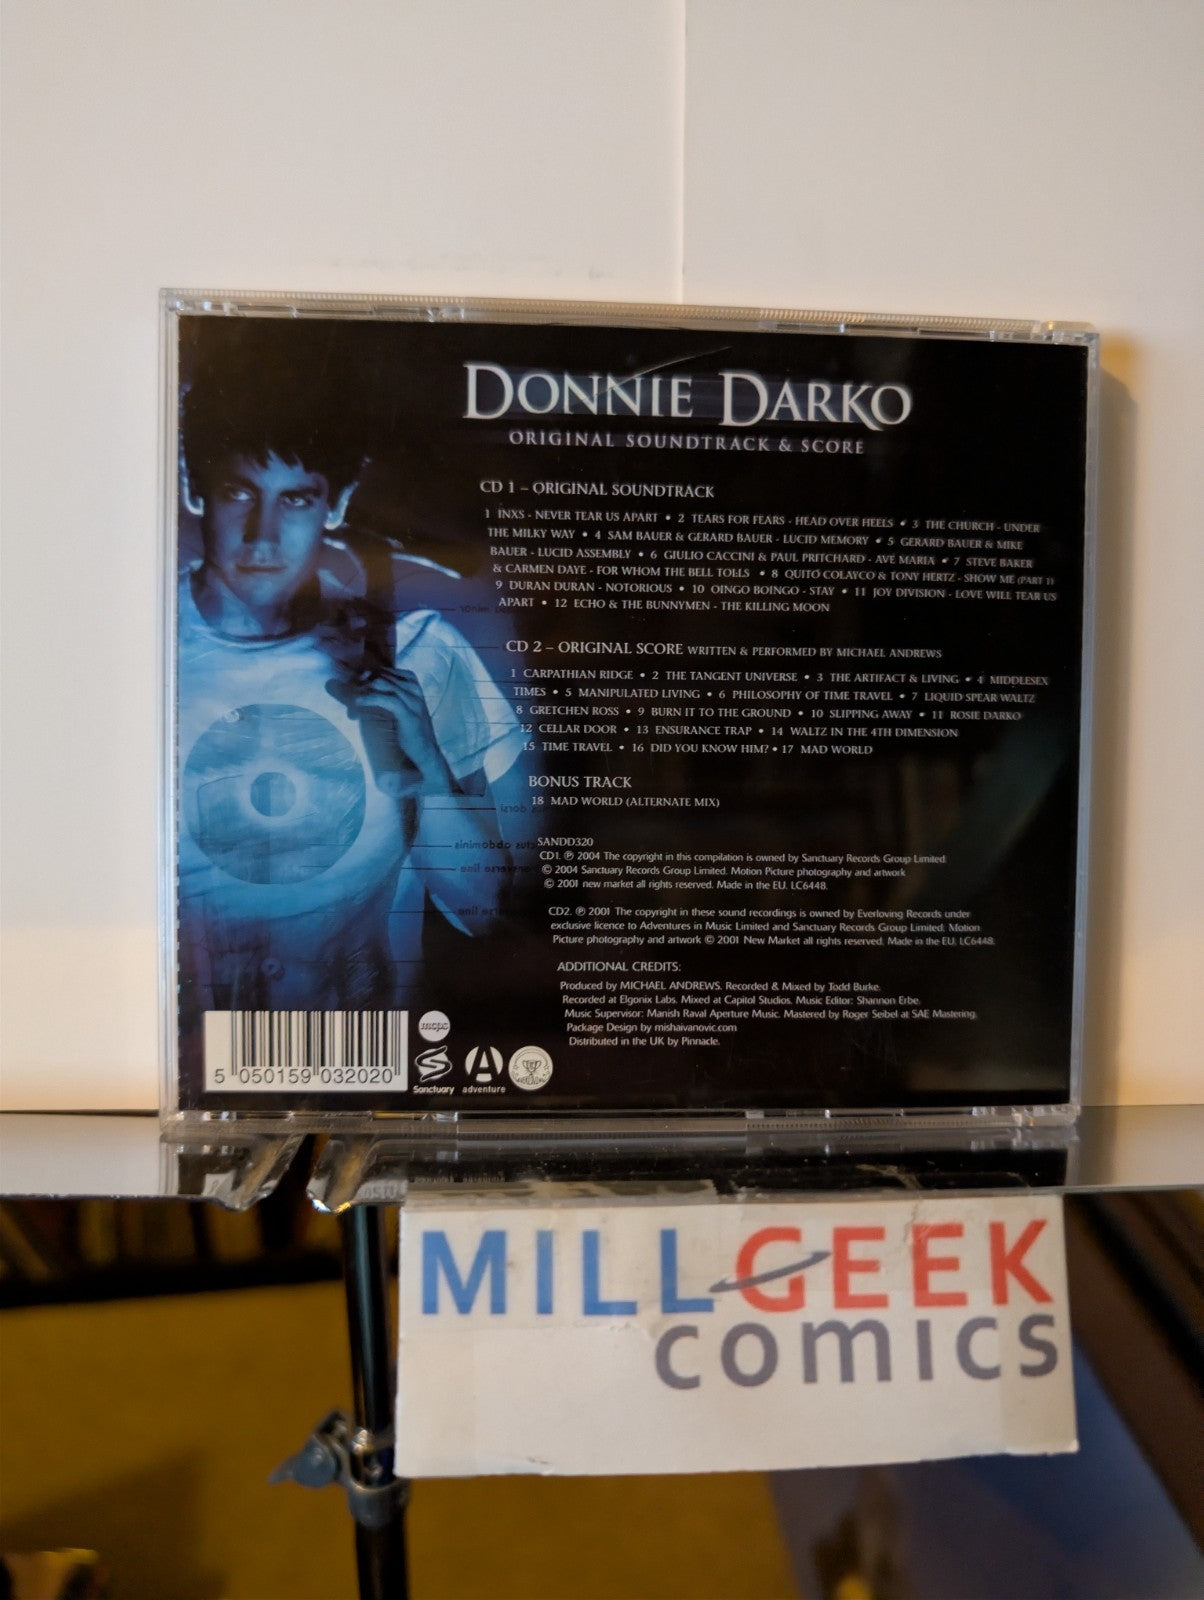 DONNIE DARKO
ORIGINAL SOUNDTRACK & SCORE
CD 1 – ORIGINAL SOUNDTRACK
1 INXS - NEVER TEAR US APART • 2 TEARS FOR FEARS - HEAD OVER HEELS • 3 THE CHURCH - UNDER
THE MILKY WAY • 4 SAM BAUER & GERARD BAUER - LUCID MEMORY • 5 GERARD BAUER & MIKE
BAUER - LUCID ASSEMBLY • 6 GIULIO CACCINI & PAUL PRITCHARD - AVE MARIA • 7 STEVE BAKER
& CARMEN DAYE - FOR WHOM THE BELL TOLLS • 8 QUITO COLAYCO & TONY HERTZ - SHOW ME (PART 1)
9 DURAN DURAN - NOTORIOUS • 10 OINGO BOINGO - STAY • 11 JOY DIVISION - LOVE WILL TEAR US
APART • 12 ECHO & THE BUNNYMEN - THE KILLING MOON
CD 2 – ORIGINAL SCORE WRITTEN & PERFORMED BY MICHAEL ANDREWS
1 CARPATHIAN RIDGE • 2 THE TANGENT UNIVERSE • 3 THE ARTIFACT & LIVING • 4 MIDDLESEX
TIMES • 5 MANIPULATED LIVING • 6 PHILOSOPHY OF TIME TRAVEL • 7 LIQUID SPEAR WALTZ
8 GRETCHEN ROSS • 9 BURN IT TO THE GROUND • 10 SLIPPING AWAY • 11 ROSIE DARKO
12 CELLAR DOOR • 13 ENSURANCE TRAP • 14 WALTZ IN THE 4TH DIMENSION
15 TIME TRAVEL • 16 DID YOU KNOW HIM? • 17 MAD WORLD
BONUS TRACK
18 MAD WORLD (ALTERNATE MIX)
SANDD320
CD1. ℗ 2004 The copyright in this compilation is owned by Sanctuary Records Group Limited.
© 2004 Sanctuary Records Group Limited. Motion Picture photography and artwork
© 2001 new market all rights reserved. Made in the EU. LC6448.
CD2. ℗ 2001 The copyright in these sound recordings is owned by Everloving Records under
exclusive licence to Adventures in Music Limited and Sanctuary Records Group Limited. Motion
Picture photography and artwork © 2001 New Market all rights reserved. Made in the EU. LC6448.
ADDITIONAL CREDITS:
Produced by MICHAEL ANDREWS. Recorded & Mixed by Todd Burke.
Recorded at Elgonix Labs. Mixed at Capitol Studios. Music Editor: Shannon Erbe.
Music Supervisor: Manish Raval Aperture Music. Mastered by Roger Seibel at SAE Mastering.
Package Design by mishaivanovic.com
Distributed in the UK by Pinnacle.
5 050159 032020
mcps
Sanctuary
adventure
MILLGEEK
comics